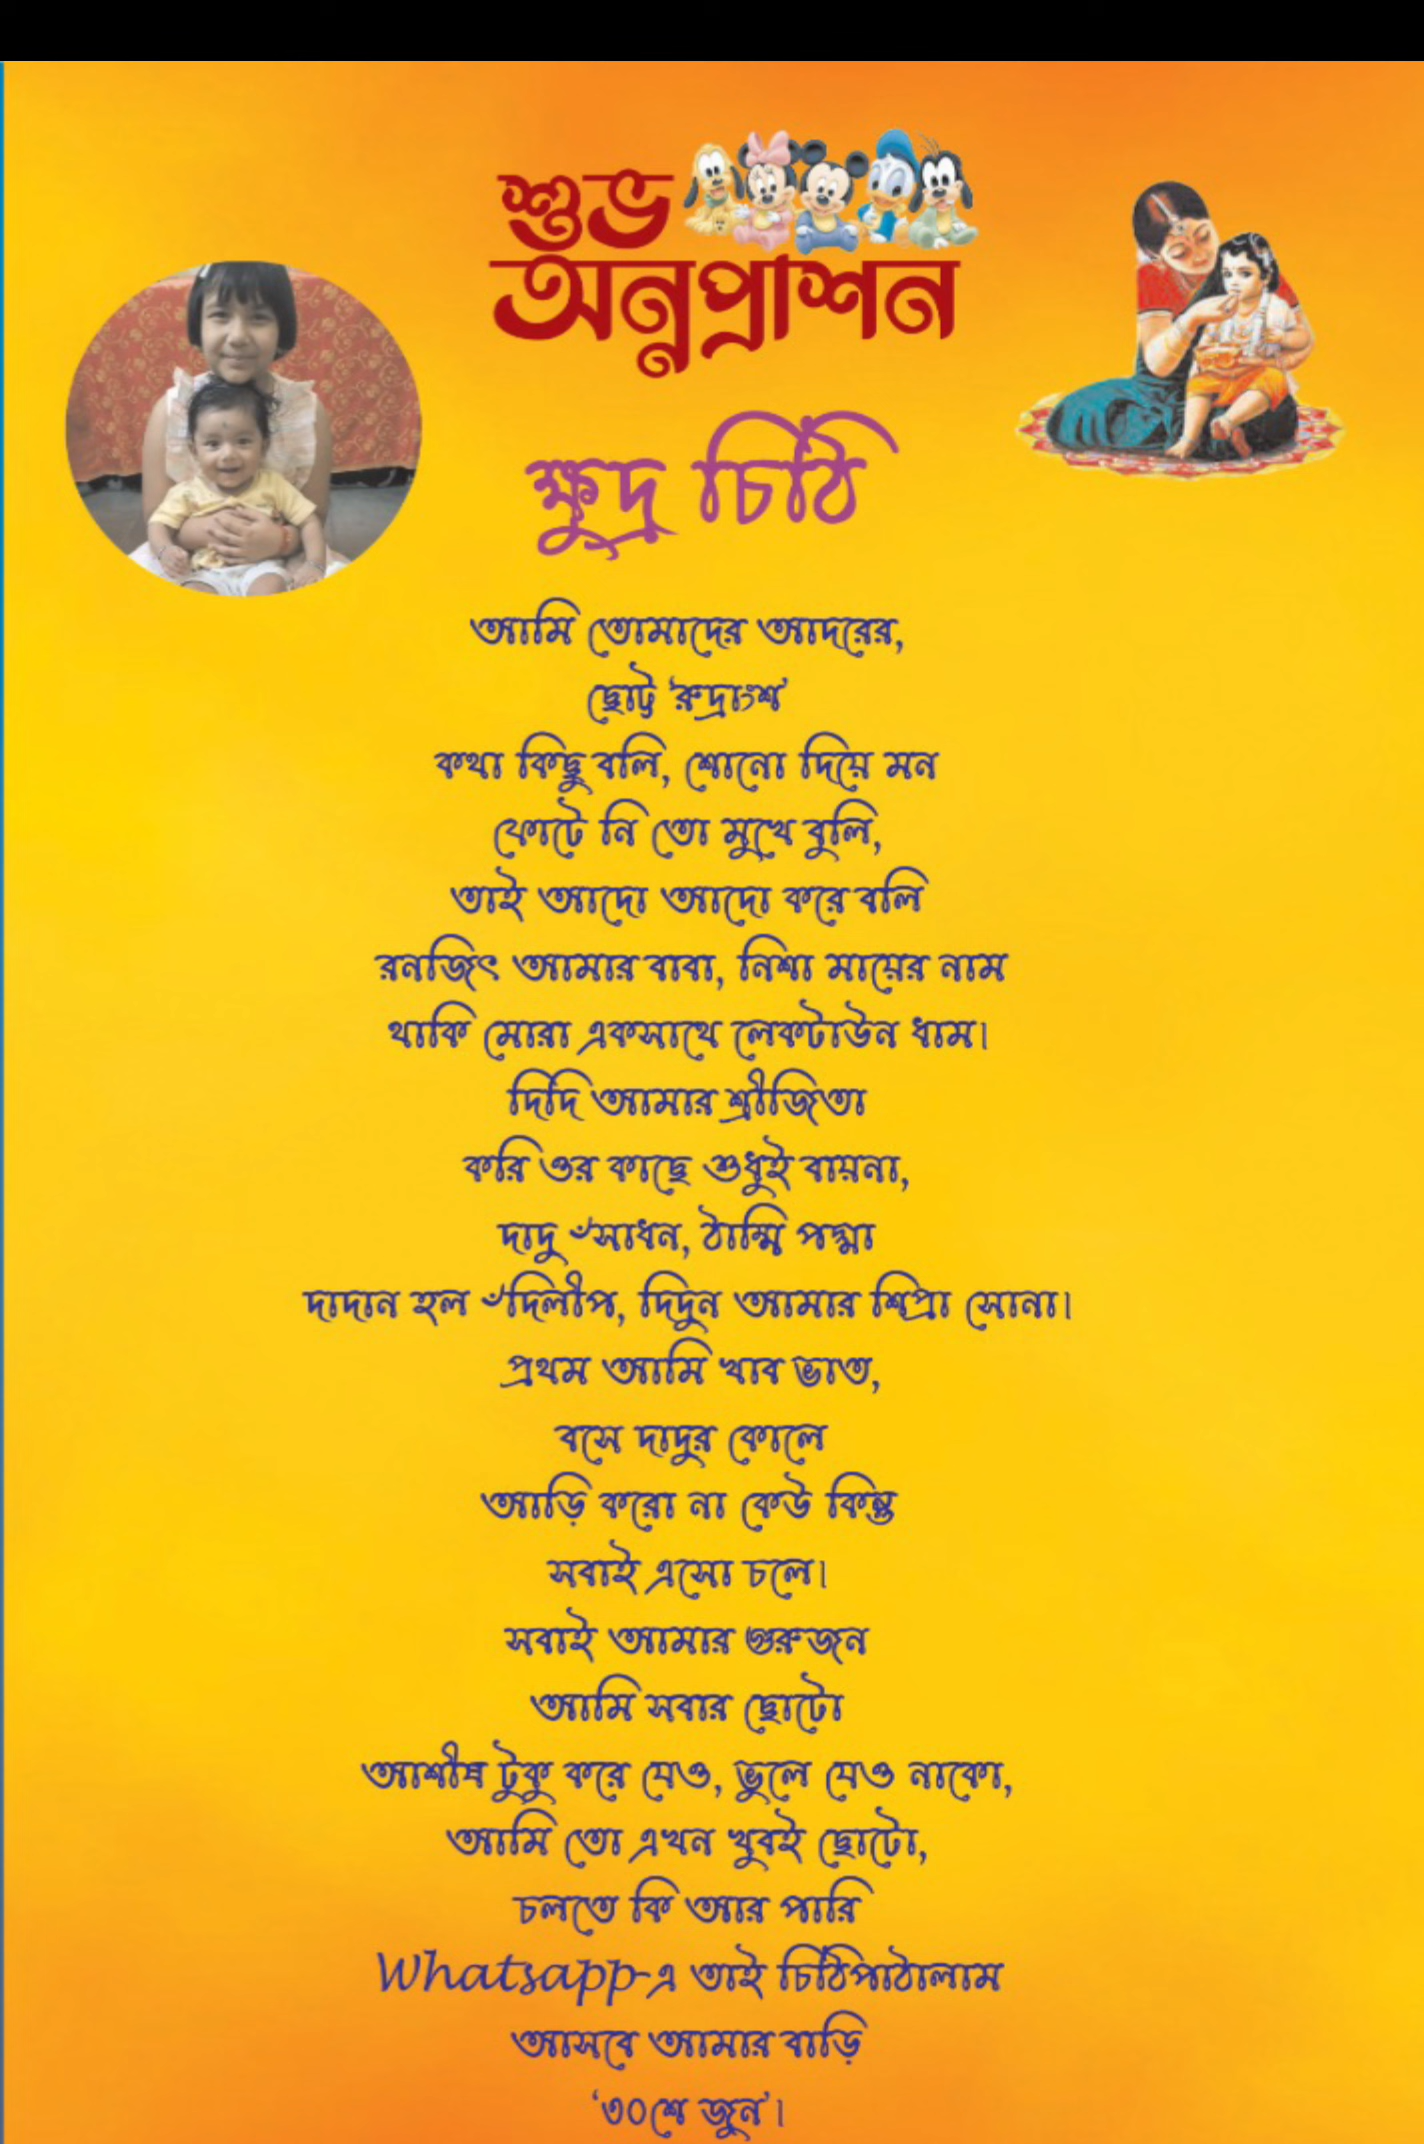 শুভ
অন্নপ্রাশন
ক্ষুদ্র চিঠি
আমি তোমাদের আদরের,
ছোট্ট ‘রুদ্রাংশ’
কথা কিছু বলি, শোনো দিয়ে মন
ফোটে নি তো মুখে বুলি,
তাই আদো আদো করে বলি
রনজিৎ আমার বাবা, নিশা মায়ের নাম
থাকি মোরা একসাথে লেকটাউন ধাম।
দিদি আমার শ্রীজিতা
করি ওর কাছে শুধুই বায়না,
দাদু ঁসাধন, ঠাম্মি পদ্মা
দাদান হল ঁদিলীপ, দিদুন আমার শিপ্রা সোনা।
প্রথম আমি খাব ভাত,
বসে দাদুর কোলে
আড়ি করো না কেউ কিন্তু
সবাই এসো চলে।
সবাই আমার গুরুজন
আমি সবার ছোটো
আশীষ টুকু করে যেও, ভুলে যেও নাকো,
আমি তো এখন খুবই ছোটো,
চলতে কি আর পারি
Whatsapp-এ তাই চিঠিপাঠালাম
আসবে আমার বাড়ি
‘৩০শে জুন’।